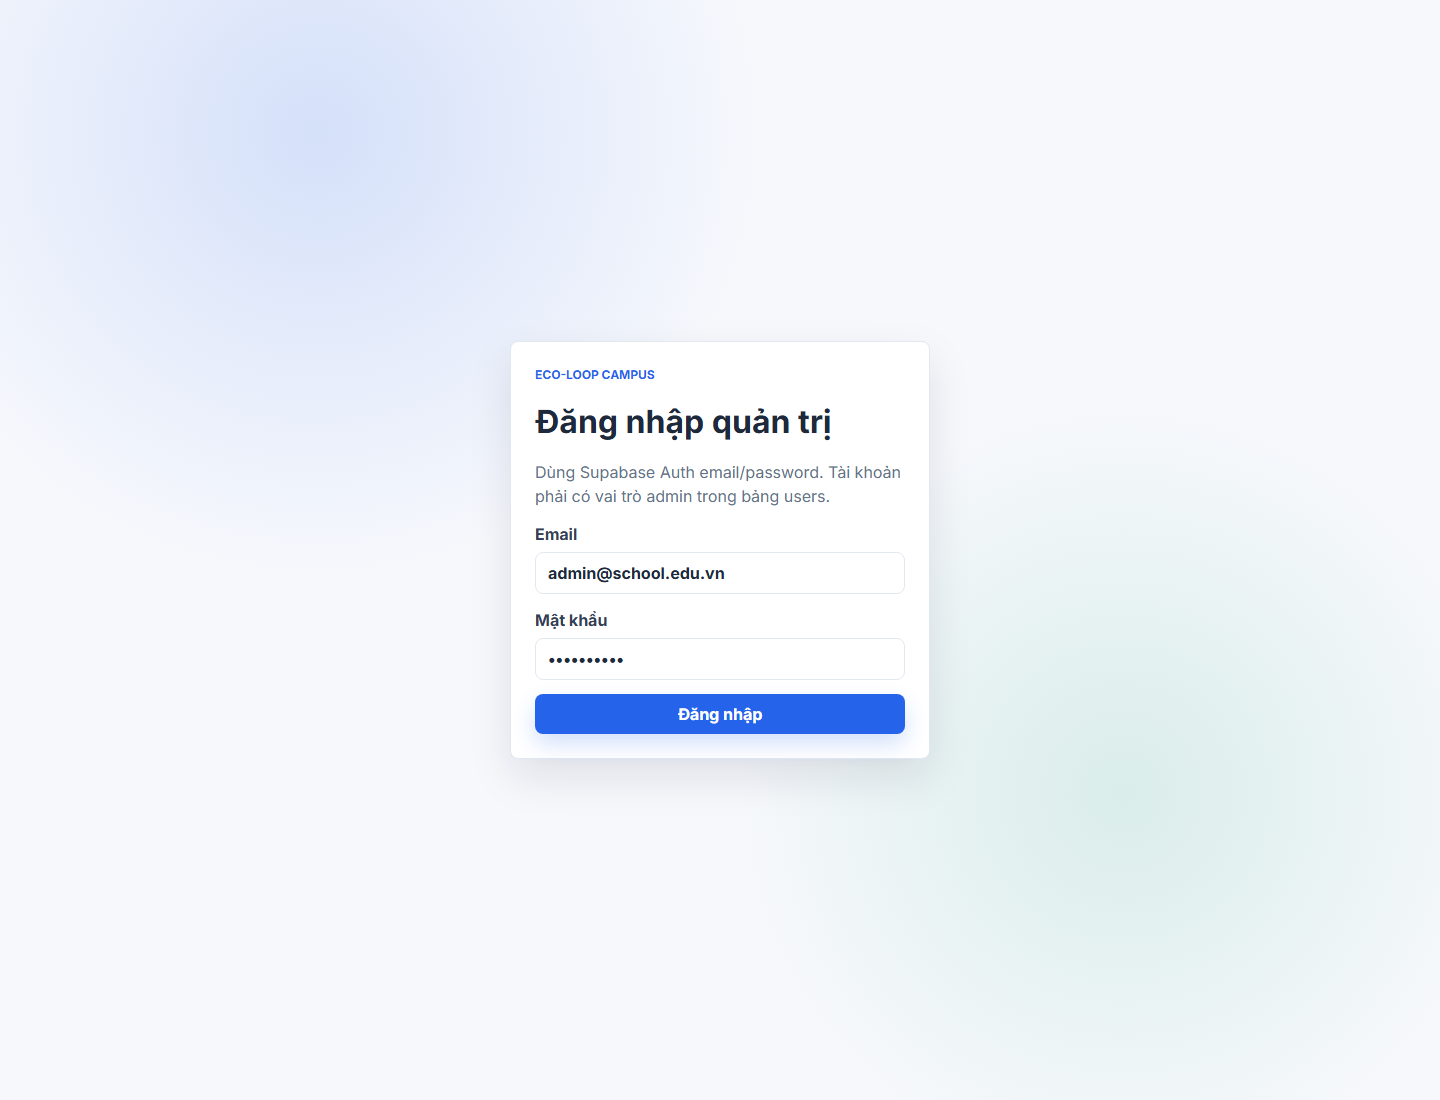 ECO-LOOP CAMPUS
Đăng nhập quản trị
Dùng Supabase Auth email/password. Tài khoản
phải có vai trò admin trong bảng users.
Email
admin@school.edu.vn
Mật khẩu
••••••••••
Đăng nhập